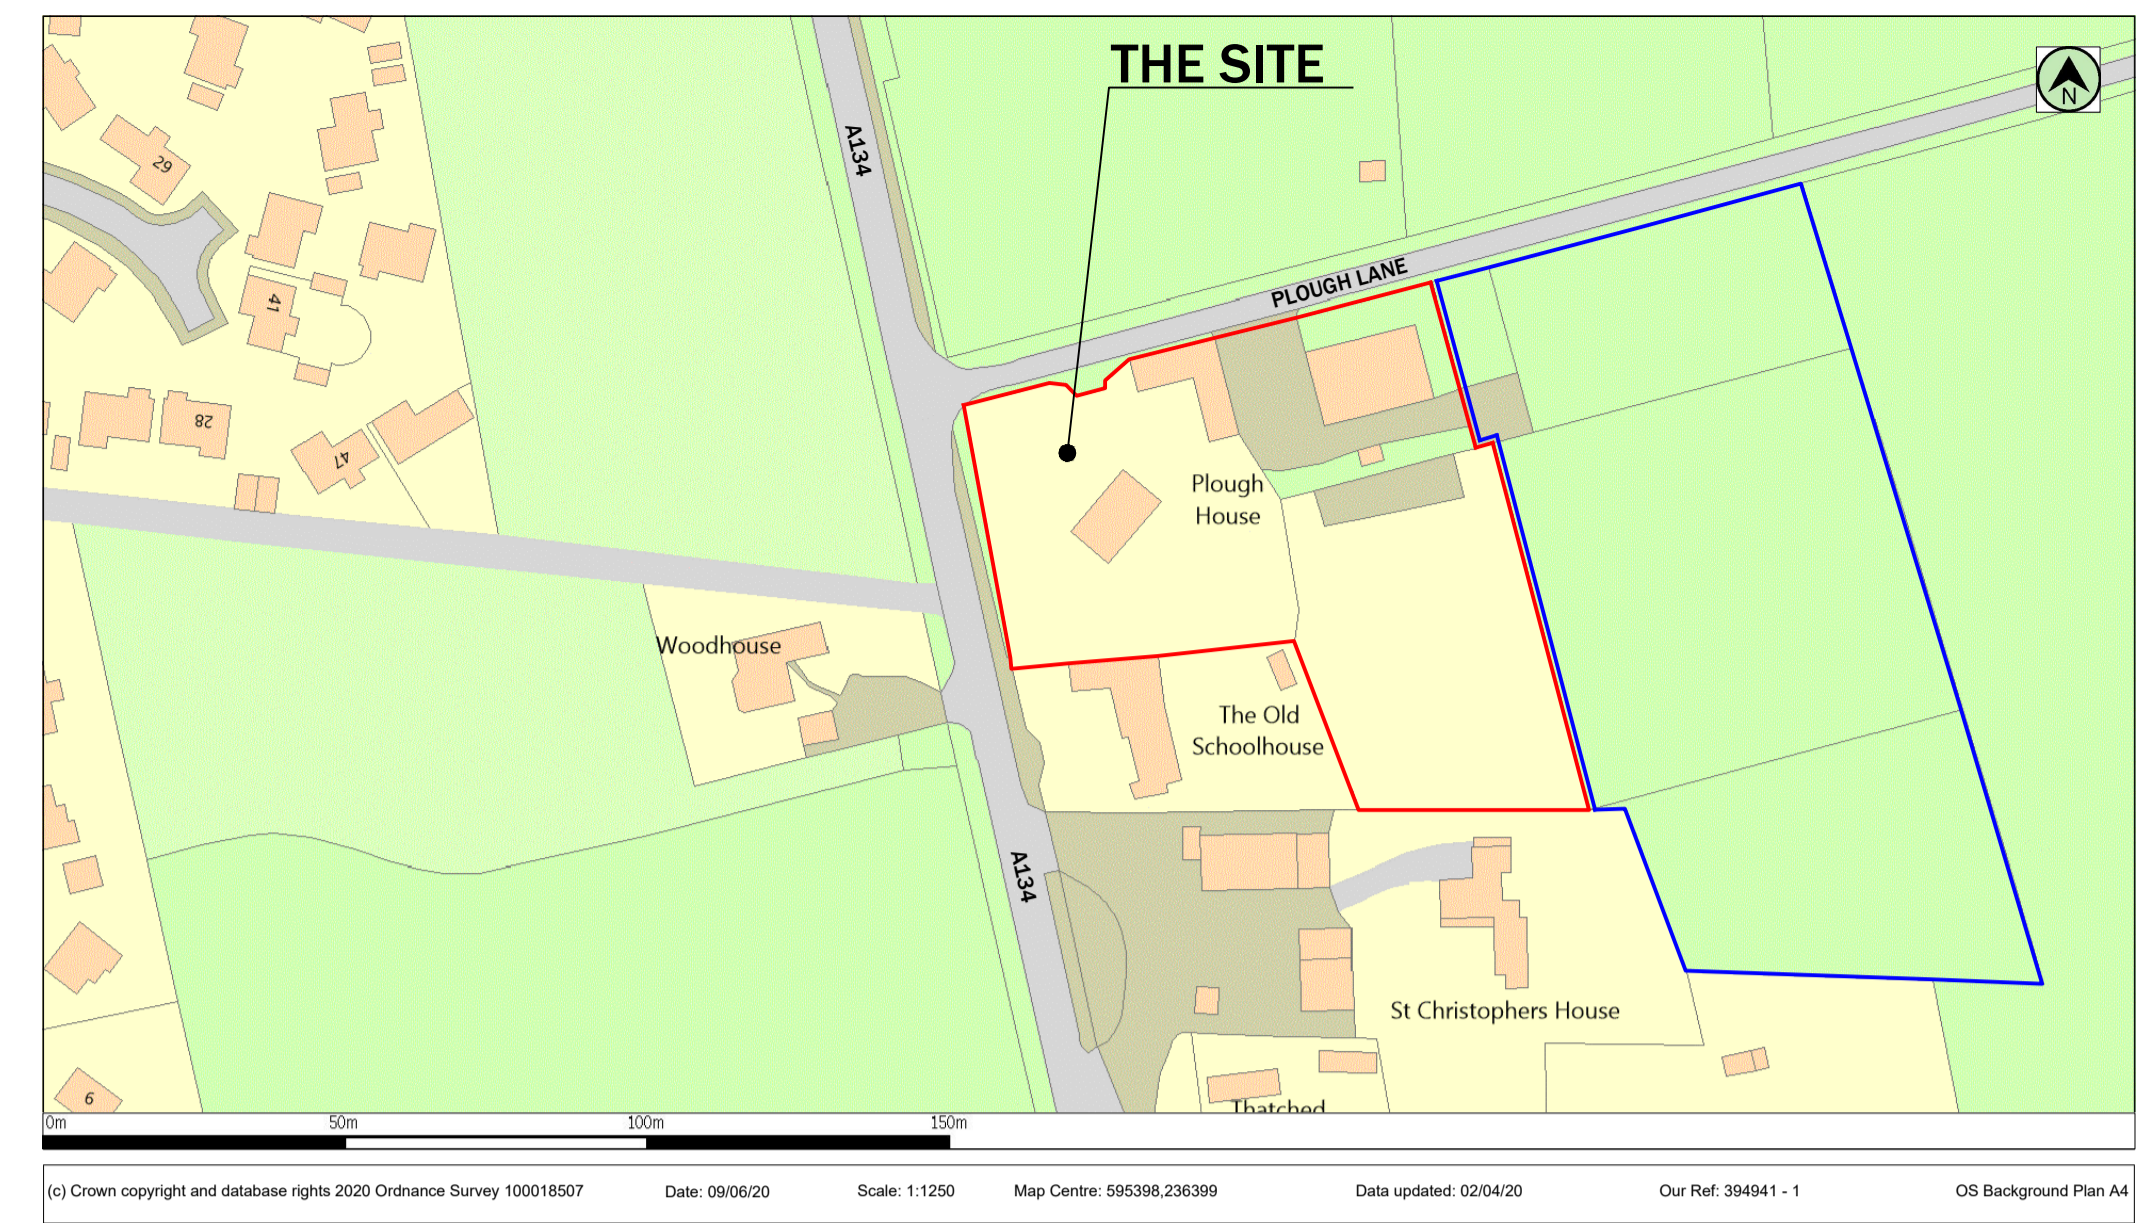 THE SITE
N
A134
29
PLOUGH LANE
41
28
47
Plough
House
Woodhouse
The Old
Schoolhouse
A134
St Christophers House
6
Thatched
0m 50m 100m 150m
(c) Crown copyright and database rights 2020 Ordnance Survey 100018507 Date: 09/06/20 Scale: 1:1250 Map Centre: 595398,236399 Data updated: 02/04/20 Our Ref: 394941 - 1 OS Background Plan A4